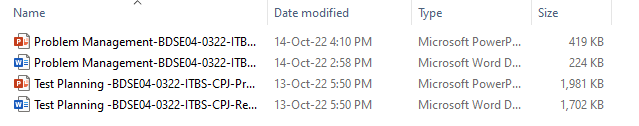 Name Date modified Type Size
Problem Management-BDSE04-0322-ITB... 14-Oct-22 4:10 PM Microsoft PowerP... 419 KB
Problem Management-BDSE04-0322-ITB... 14-Oct-22 2:58 PM Microsoft Word D... 224 KB
Test Planning -BDSE04-0322-ITBS-CPJ-Pr... 13-Oct-22 5:50 PM Microsoft PowerP... 1,981 KB
Test Planning -BDSE04-0322-ITBS-CPJ-Re... 13-Oct-22 5:50 PM Microsoft Word D... 1,702 KB